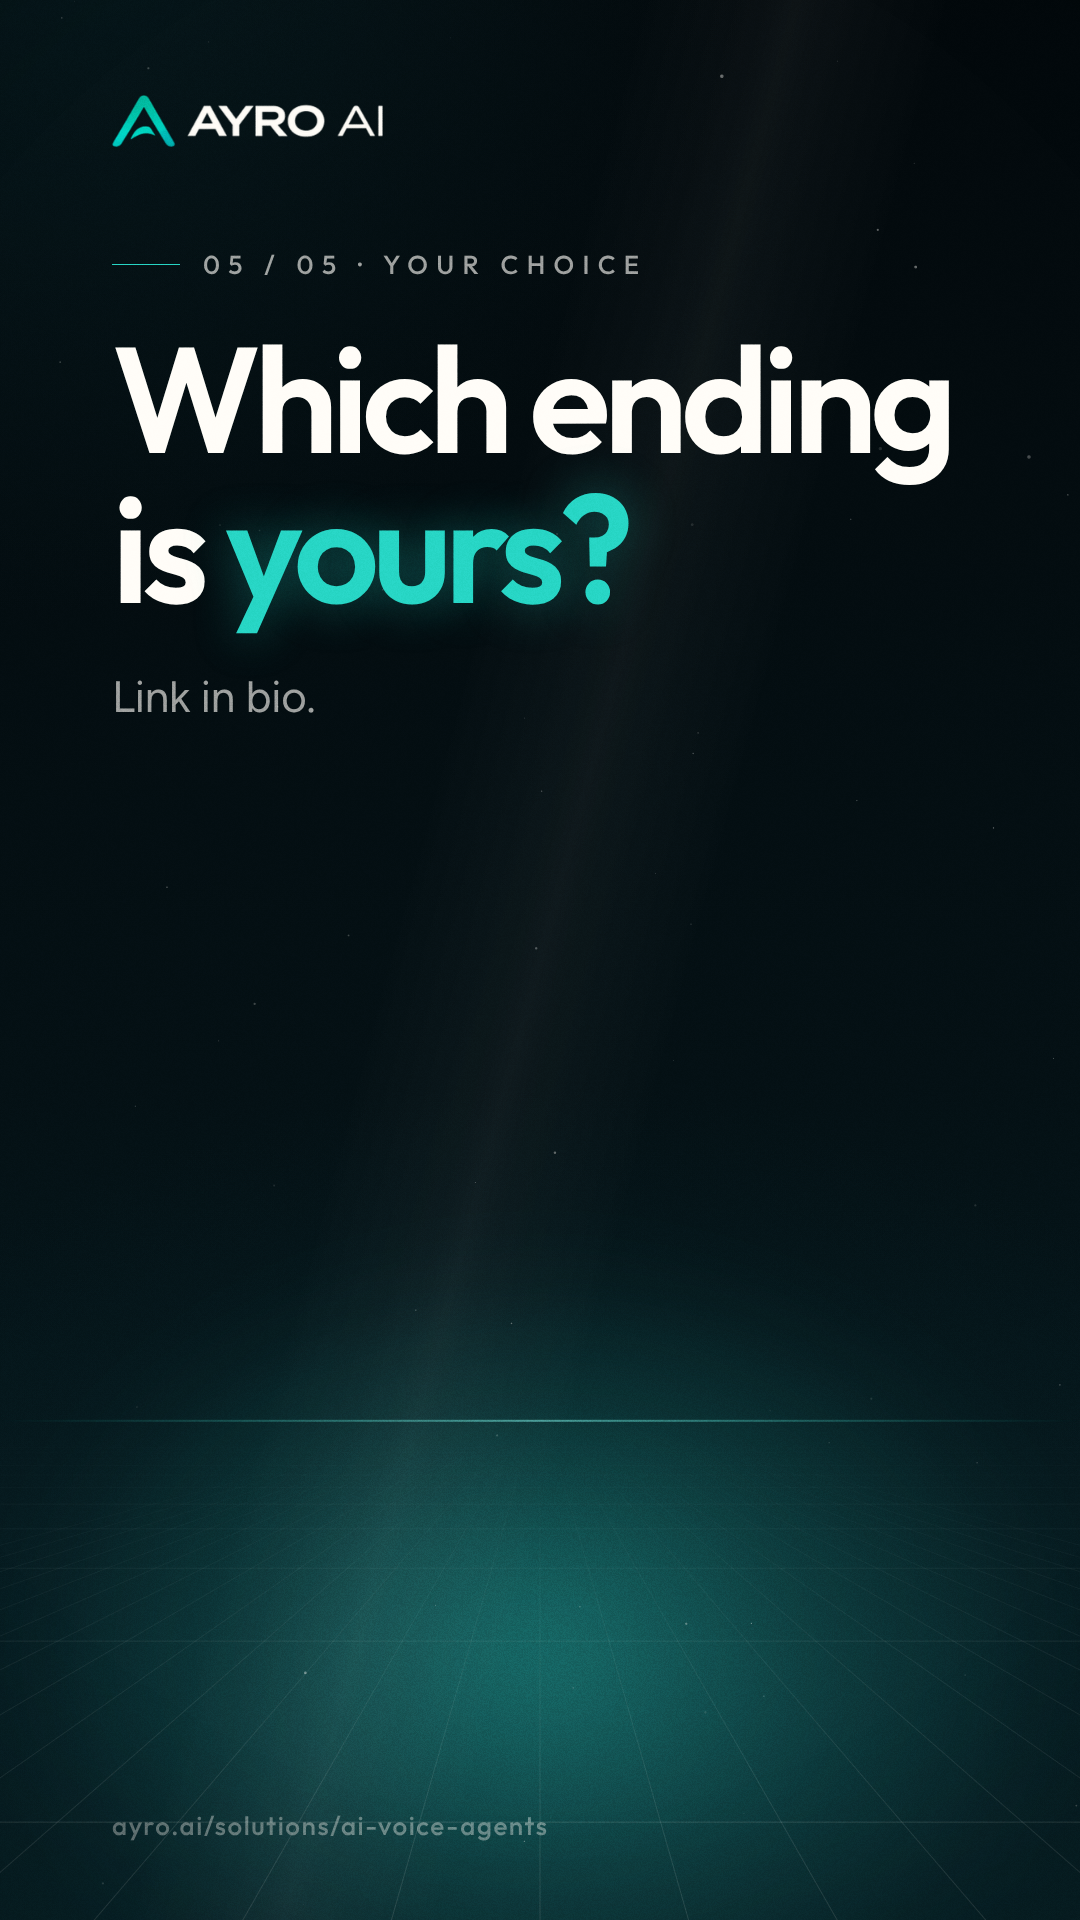 AYRO AI
05 / 05 · YOUR CHOICE
Which ending
is yours?
Link in bio.
ayro.ai/solutions/ai-voice-agents